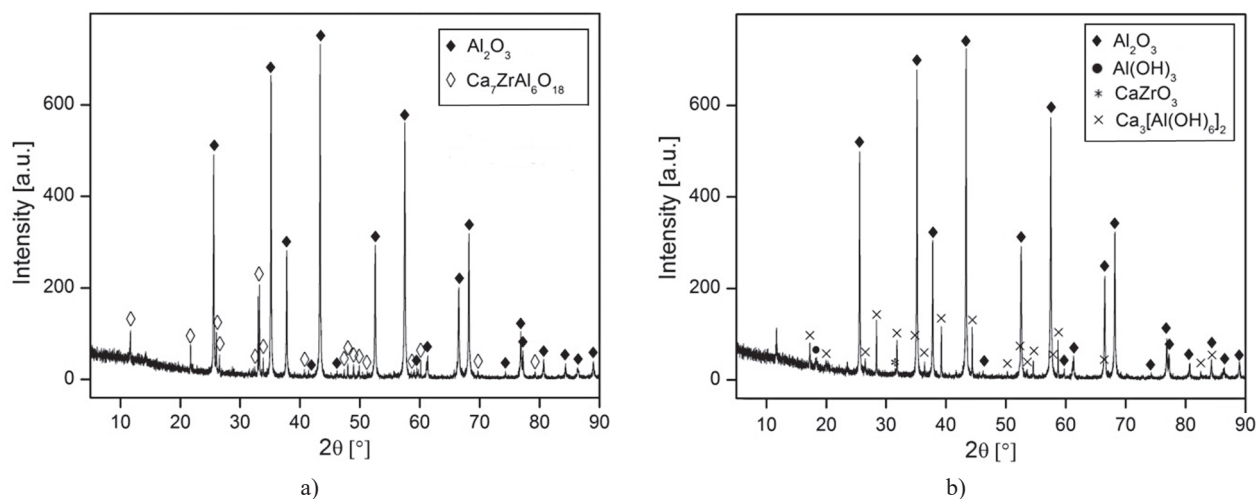 a)
b)
◆ Al₂O₃
◇ Ca₇ZrAl₆O₁₈
Intensity [a.u.]
600
400
200
0
10 20 30 40 50 60 70 80 90
2θ [°]
a)
◆ Al₂O₃
● Al(OH)₃
* CaZrO₃
× Ca₃[Al(OH)₆]₂
Intensity [a.u.]
600
400
200
0
10 20 30 40 50 60 70 80 90
2θ [°]
b)